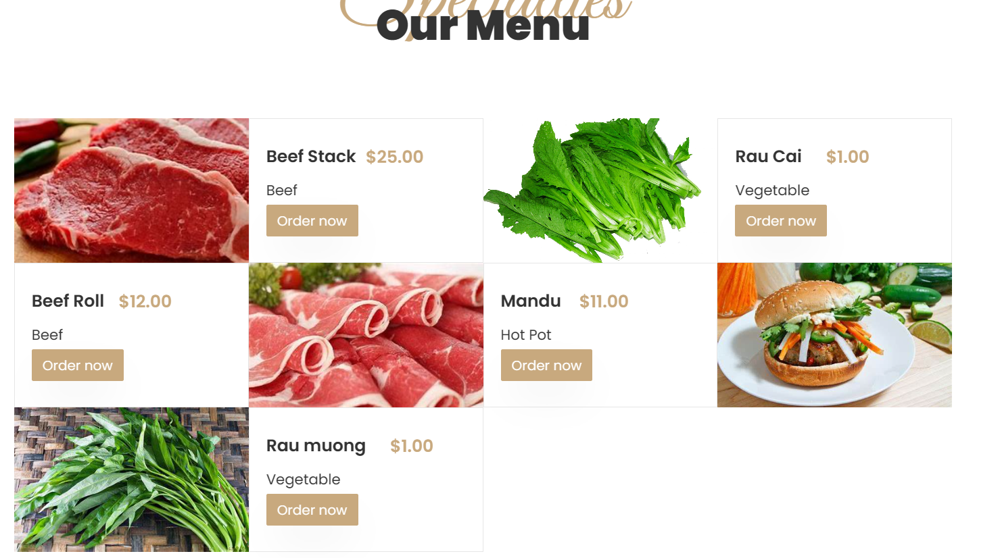 Specialties
Our Menu
Beef Stack $25.00
Beef
Order now
Rau Cai $1.00
Vegetable
Order now
Beef Roll $12.00
Beef
Order now
Mandu $11.00
Hot Pot
Order now
Rau muong $1.00
Vegetable
Order now